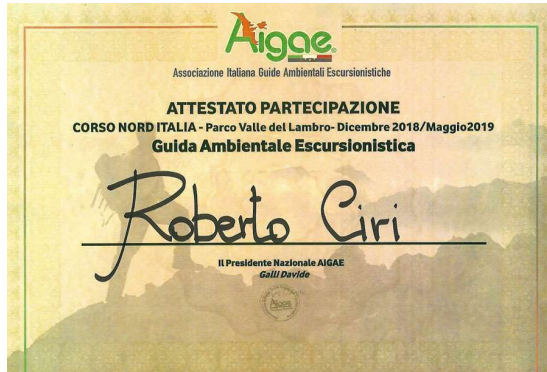 Aigae
Associazione Italiana Guide Ambientali Escursionistiche
ATTESTATO PARTECIPAZIONE
CORSO NORD ITALIA - Parco Valle del Lambro- Dicembre 2018/Maggio2019
Guida Ambientale Escursionistica
Roberto Ciri
Il Presidente Nazionale AIGAE
Galli Davide
Aigae